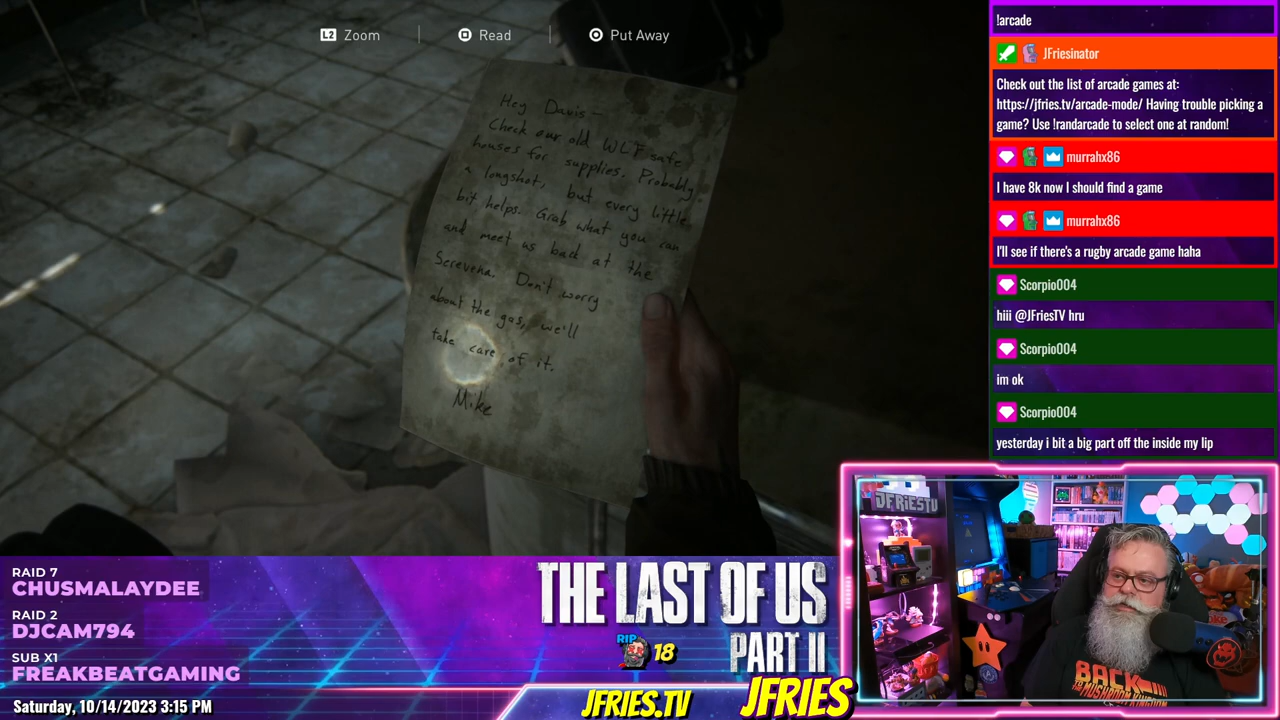 L2 Zoom
Read
Put Away
Hey Davis—
Check our old WLF safe
houses for supplies. Probably
a longshot, but every little
bit helps. Grab what you can
and meet us back at the
Serevena. Don't worry
about the gas, we'll
take care of it.
Mike
!arcade
JFriesinator
Check out the list of arcade games at:
https://jfries.tv/arcade-mode/ Having trouble picking a
game? Use !randarcade to select one at random!
murrahx86
I have 8k now I should find a game
murrahx86
I'll see if there's a rugby arcade game haha
Scorpio004
hiii @JFriesTV hru
Scorpio004
im ok
Scorpio004
yesterday i bit a big part off the inside my lip
RAID 7
CHUSMALAYDEE
RAID 2
DJCAM794
SUB X1
FREAKBEATGAMING
Saturday, 10/14/2023 3:15 PM
THE LAST OF US
PART II
RIP
18
JFRIES.TV
JFRIES
JFRIESTV
BACK
THE MUSHROOM KINGDOM